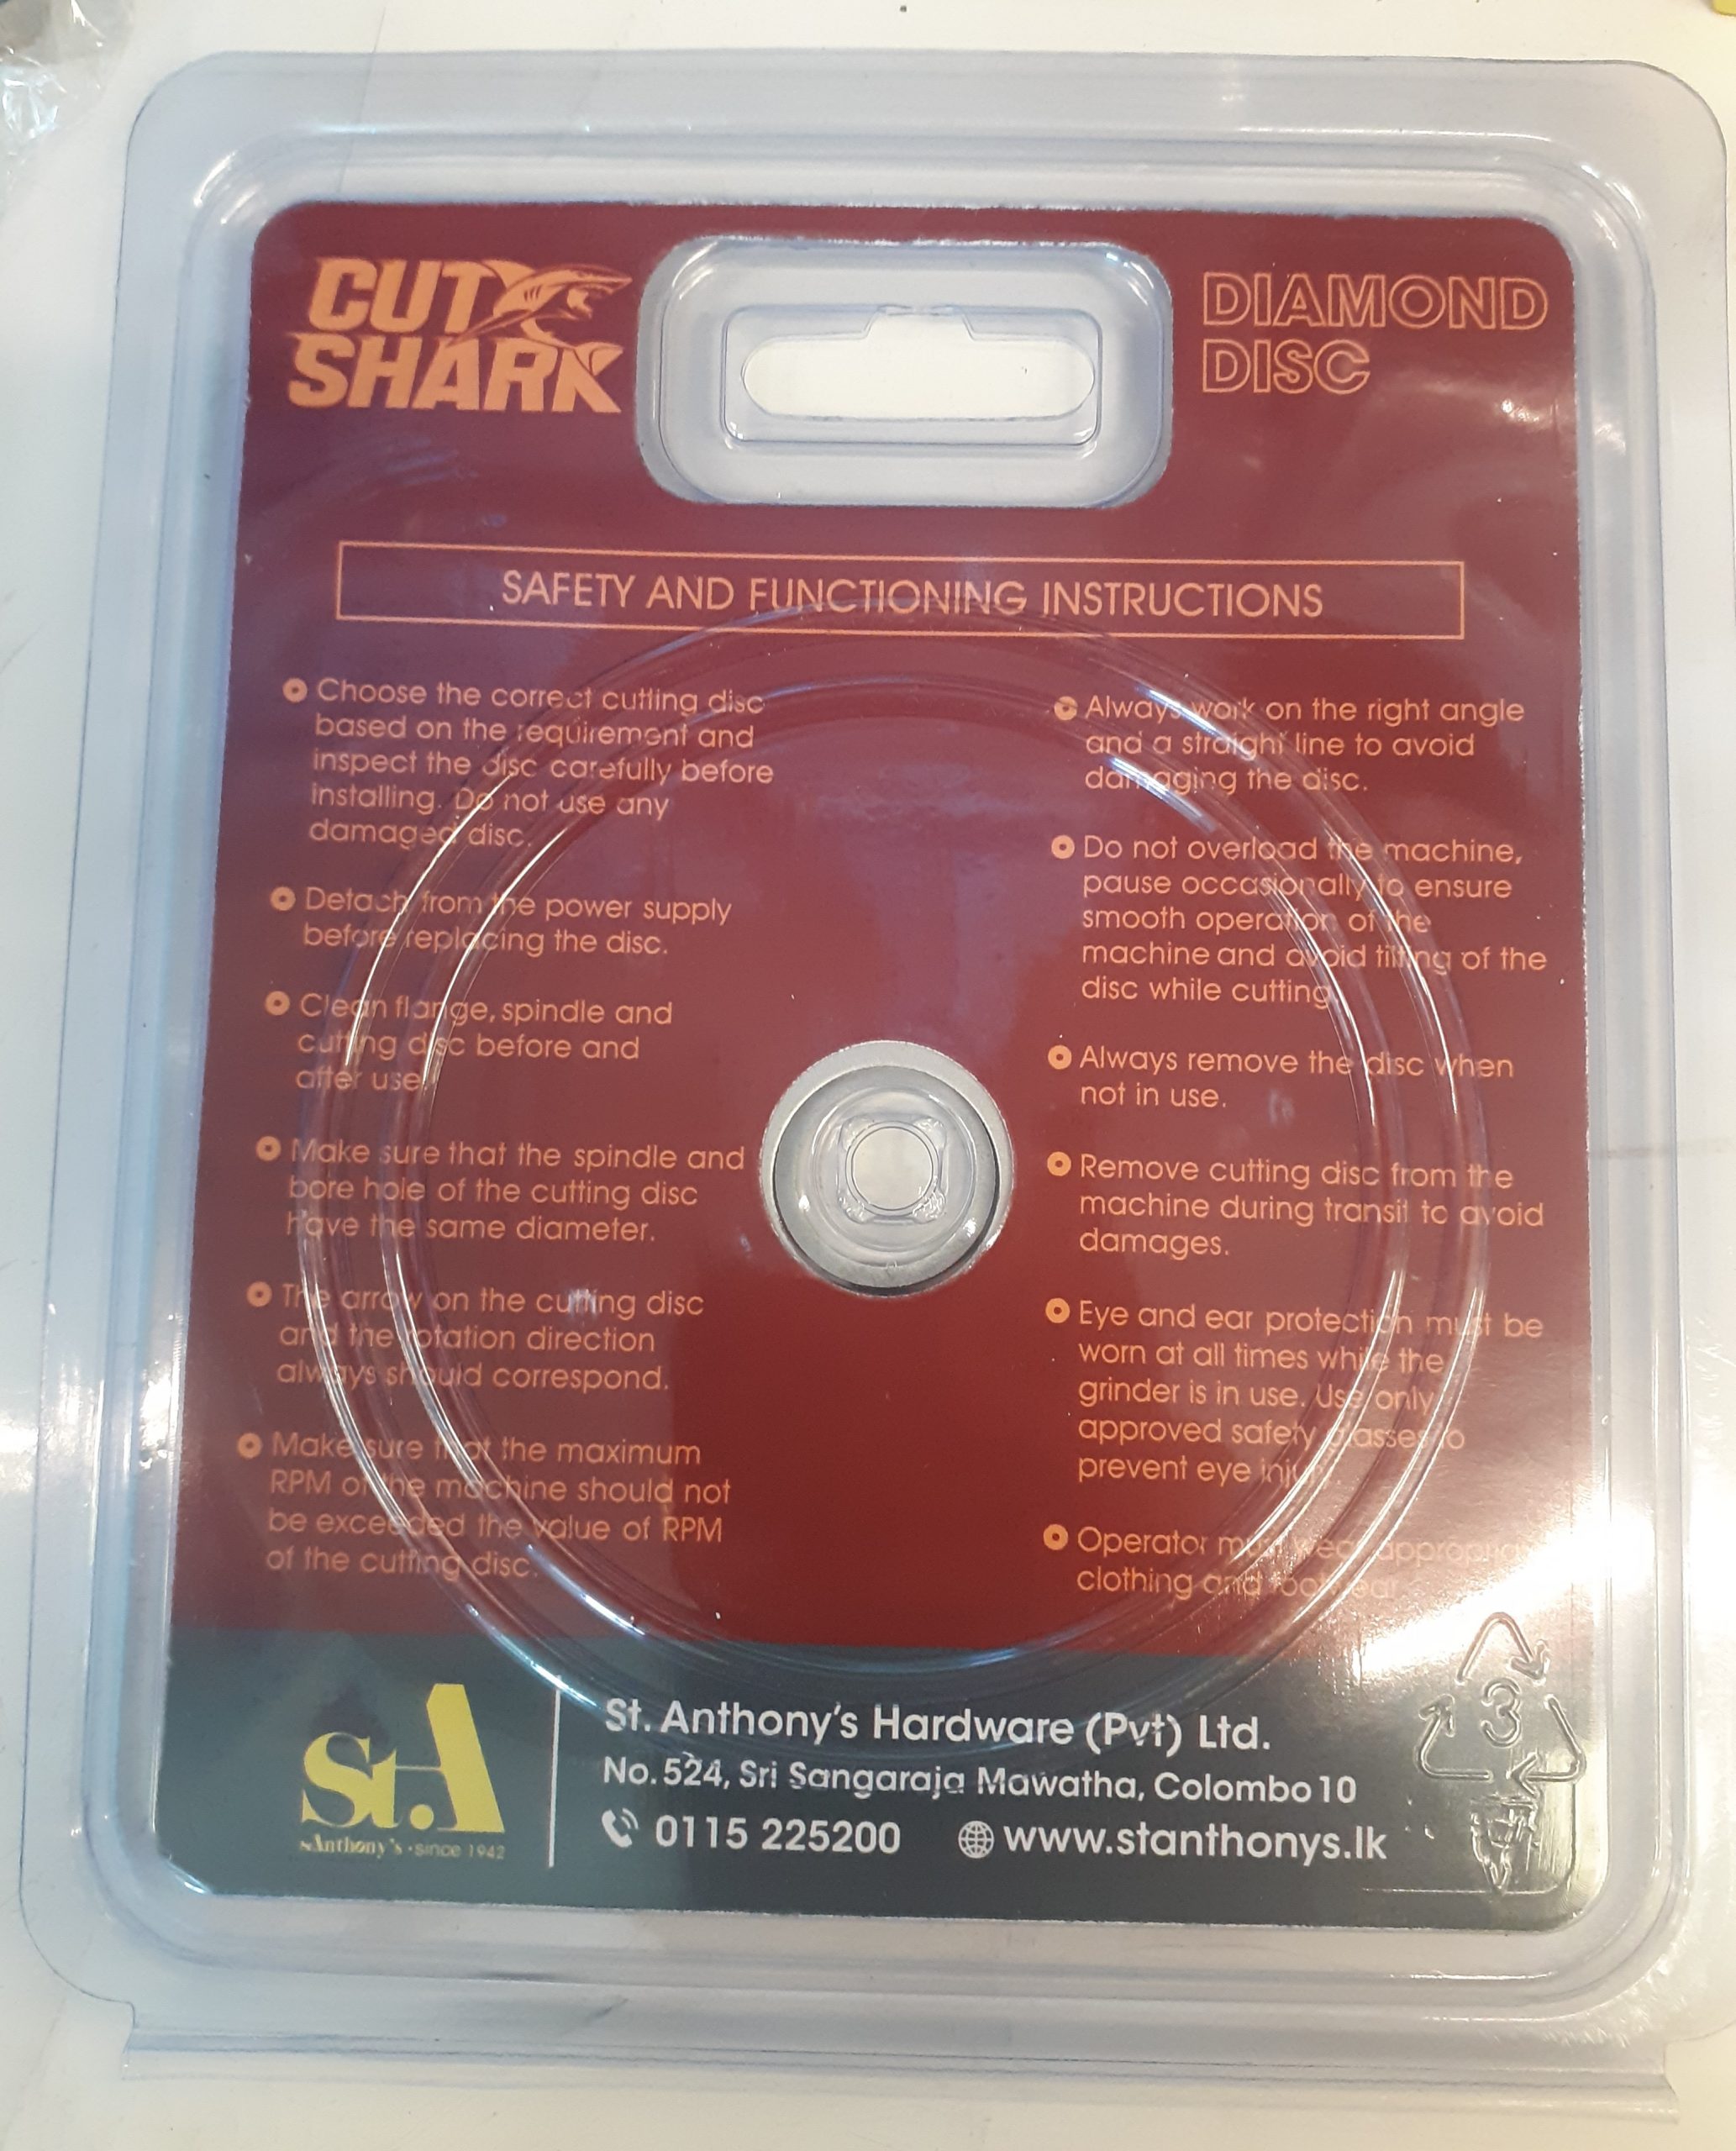 CUT
SHARK
DIAMOND
DISC
SAFETY AND FUNCTIONING INSTRUCTIONS
Choose the correct cutting disc
based on the requirement and
inspect the disc carefully before
installing. Do not use any
damaged disc.
Detach from the power supply
before replacing the disc.
Clean flange, spindle and
cutting disc before and
after use.
Make sure that the spindle and
bore hole of the cutting disc
have the same diameter.
The arrow on the cutting disc
and the rotation direction
always should correspond.
Make sure that the maximum
RPM of the machine should not
be exceeded the value of RPM
of the cutting disc.
Always work on the right angle
and a straight line to avoid
damaging the disc.
Do not overload the machine,
pause occasionally to ensure
smooth operation of the
machine and avoid tilting of the
disc while cutting.
Always remove the disc when
not in use.
Remove cutting disc from the
machine during transit to avoid
damages.
Eye and ear protection must be
worn at all times while the
grinder is in use. Use only
approved safety glasses to
prevent eye injury.
Operator must wear appropriate
clothing and footwear.
St.A
St.Anthony's · since 1942
St. Anthony's Hardware (Pvt) Ltd.
No. 524, Sri Sangaraja Mawatha, Colombo 10
0115 225200 www.stanthonys.lk
3